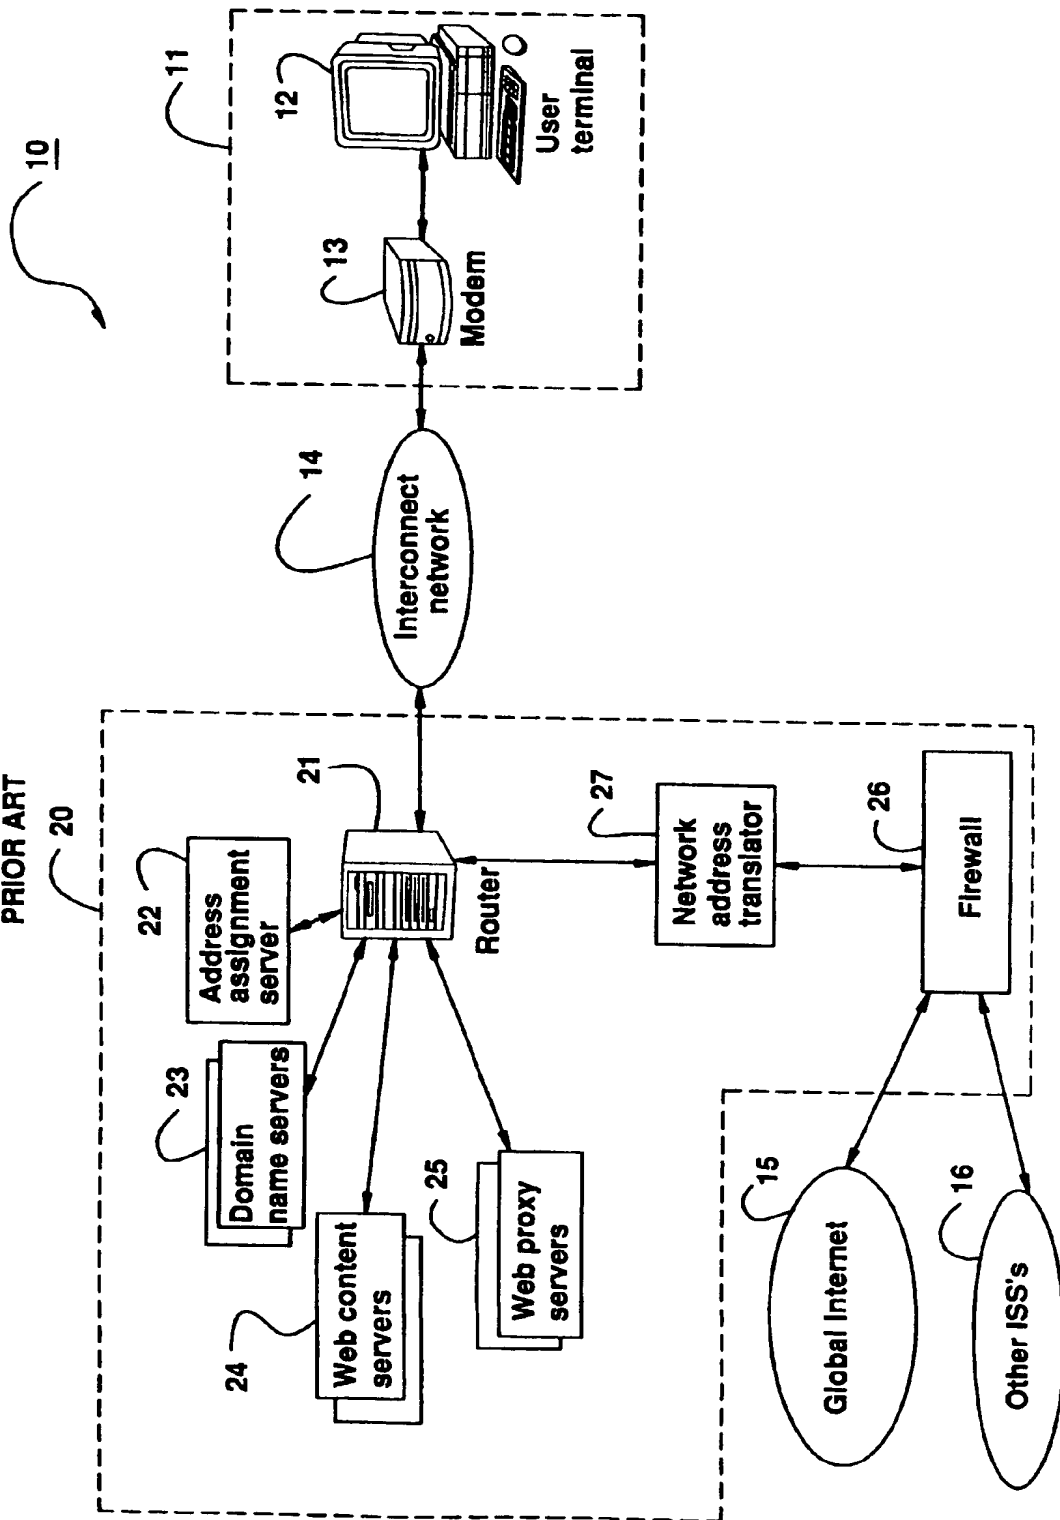 PRIOR ART
10
20
11
12
User
terminal
13
Modem
14
Interconnect
network
21
Router
22
Address
assignment
server
23
Domain
name servers
24
Web content
servers
25
Web proxy
servers
27
Network
address
translator
26
Firewall
15
Global Internet
16
Other ISS's